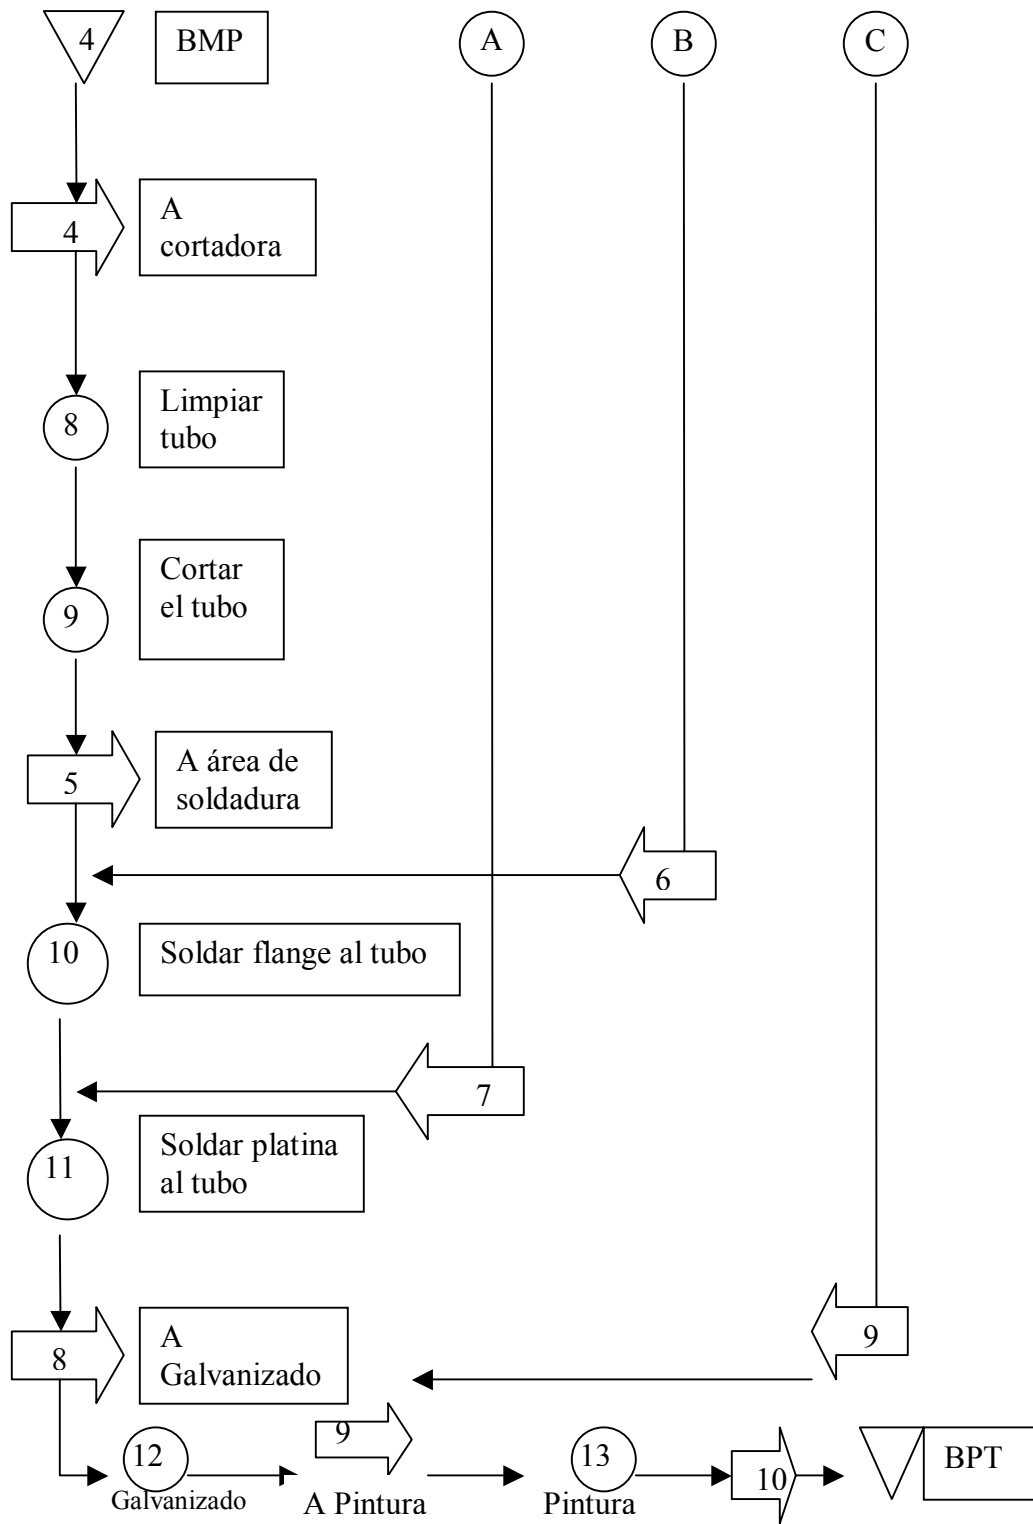 4
BMP
A
B
C
4
A
cortadora
8
Limpiar
tubo
9
Cortar
el tubo
5
A área de
soldadura
6
10
Soldar flange al tubo
7
11
Soldar platina
al tubo
8
A
Galvanizado
9
9
12
13
10
BPT
Galvanizado
A Pintura
Pintura